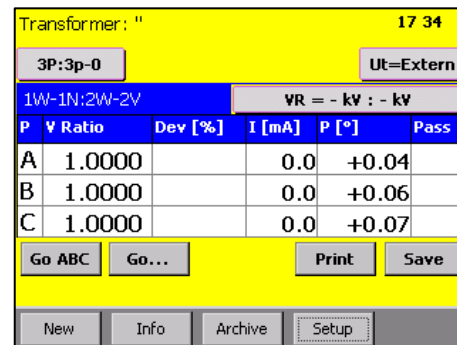 Transformer: " 17 34
3P:3p-0 Ut=Extern
1W-1N:2W-2V VR = - kV : - kV
P V Ratio Dev [%] I [mA] P [°] Pass
A 1.0000 0.0 +0.04
B 1.0000 0.0 +0.06
C 1.0000 0.0 +0.07
Go ABC Go... Print Save
New Info Archive Setup